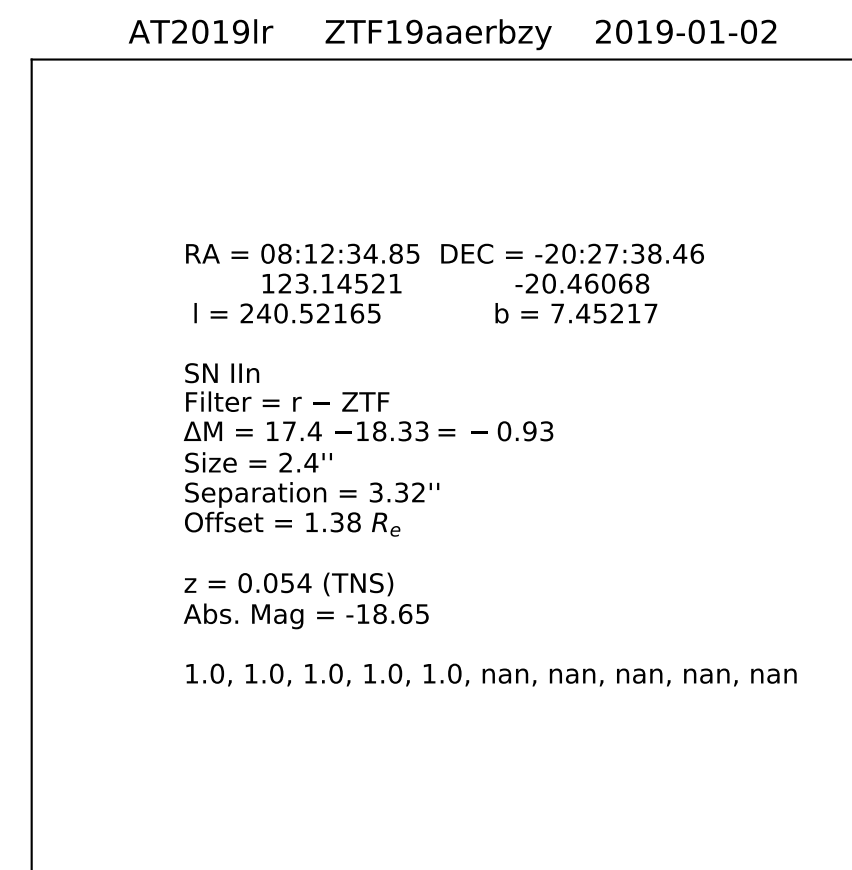 AT2019lr ZTF19aaerbzy 2019-01-02
RA = 08:12:34.85 DEC = -20:27:38.46
123.14521 -20.46068
l = 240.52165 b = 7.45217
SN IIn
Filter = r − ZTF
ΔM = 17.4 −18.33 = − 0.93
Size = 2.4''
Separation = 3.32''
Offset = 1.38 Re
z = 0.054 (TNS)
Abs. Mag = -18.65
1.0, 1.0, 1.0, 1.0, 1.0, nan, nan, nan, nan, nan